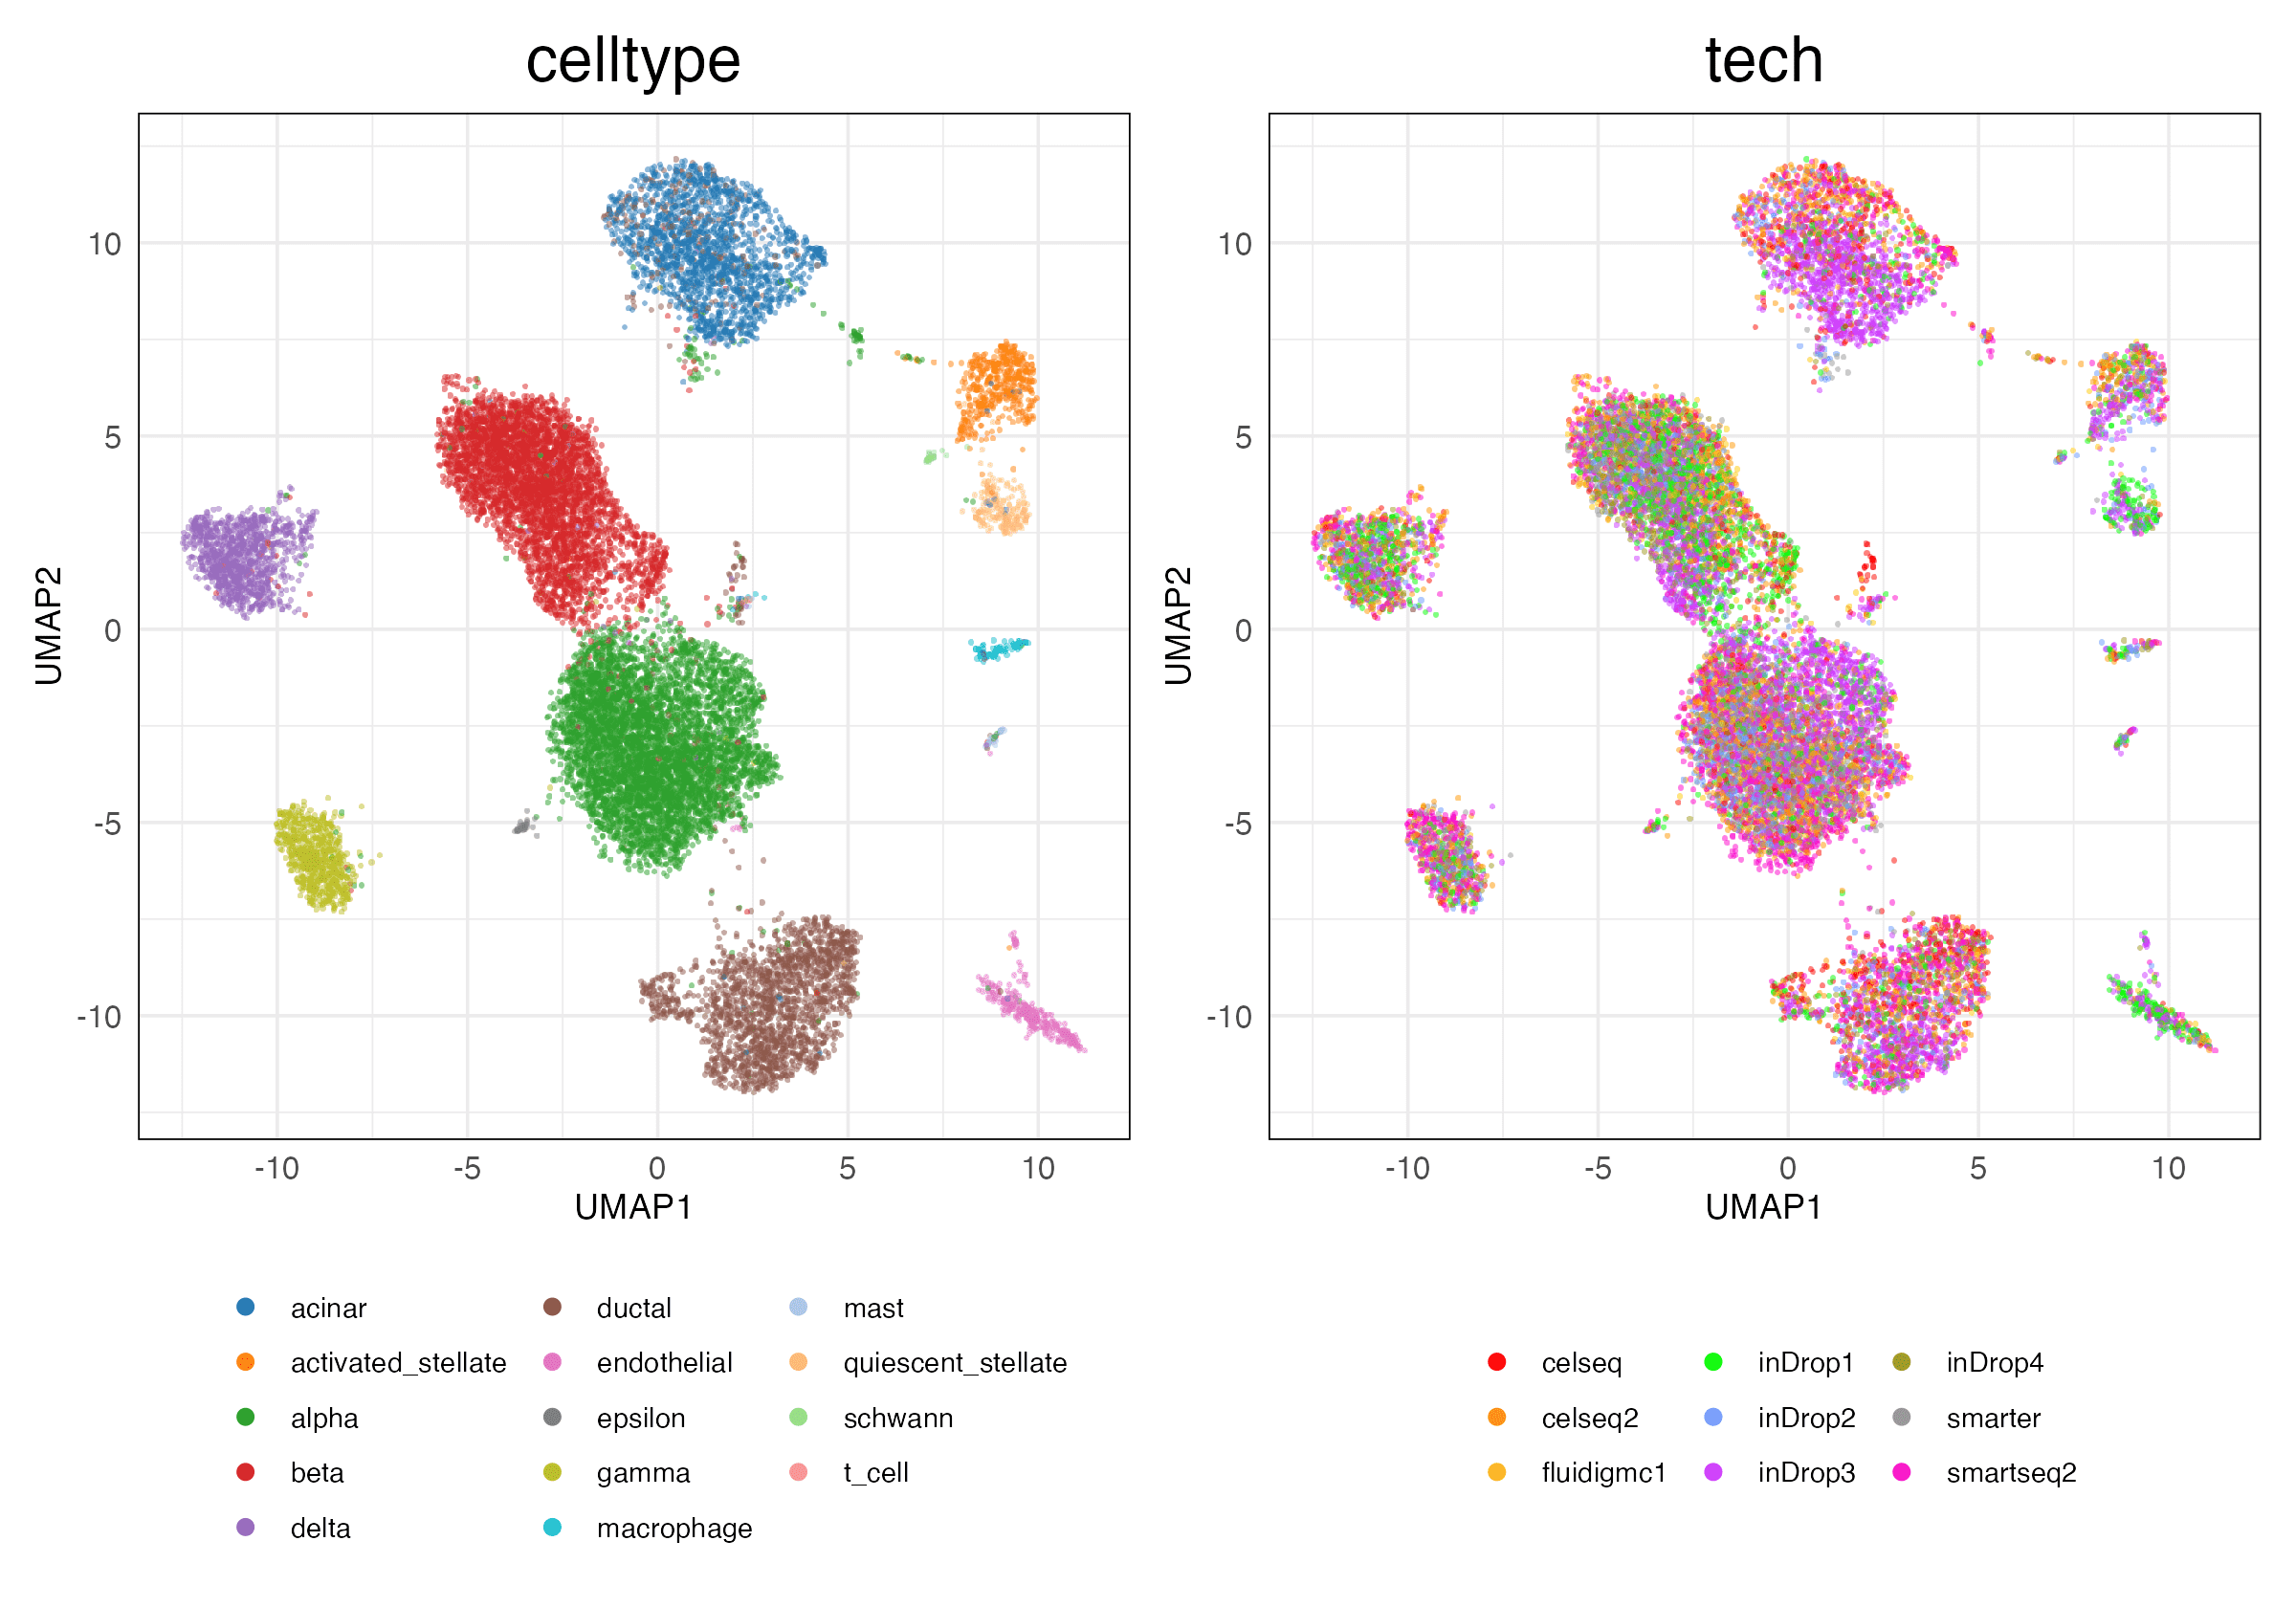 celltype
tech
10
5
0
-5
-10
UMAP2
-10
-5
0
5
10
UMAP1
10
5
0
-5
-10
UMAP2
-10
-5
0
5
10
UMAP1
acinar
activated_stellate
alpha
beta
delta
ductal
endothelial
epsilon
gamma
macrophage
mast
quiescent_stellate
schwann
t_cell
celseq
celseq2
fluidigmc1
inDrop1
inDrop2
inDrop3
inDrop4
smarter
smartseq2